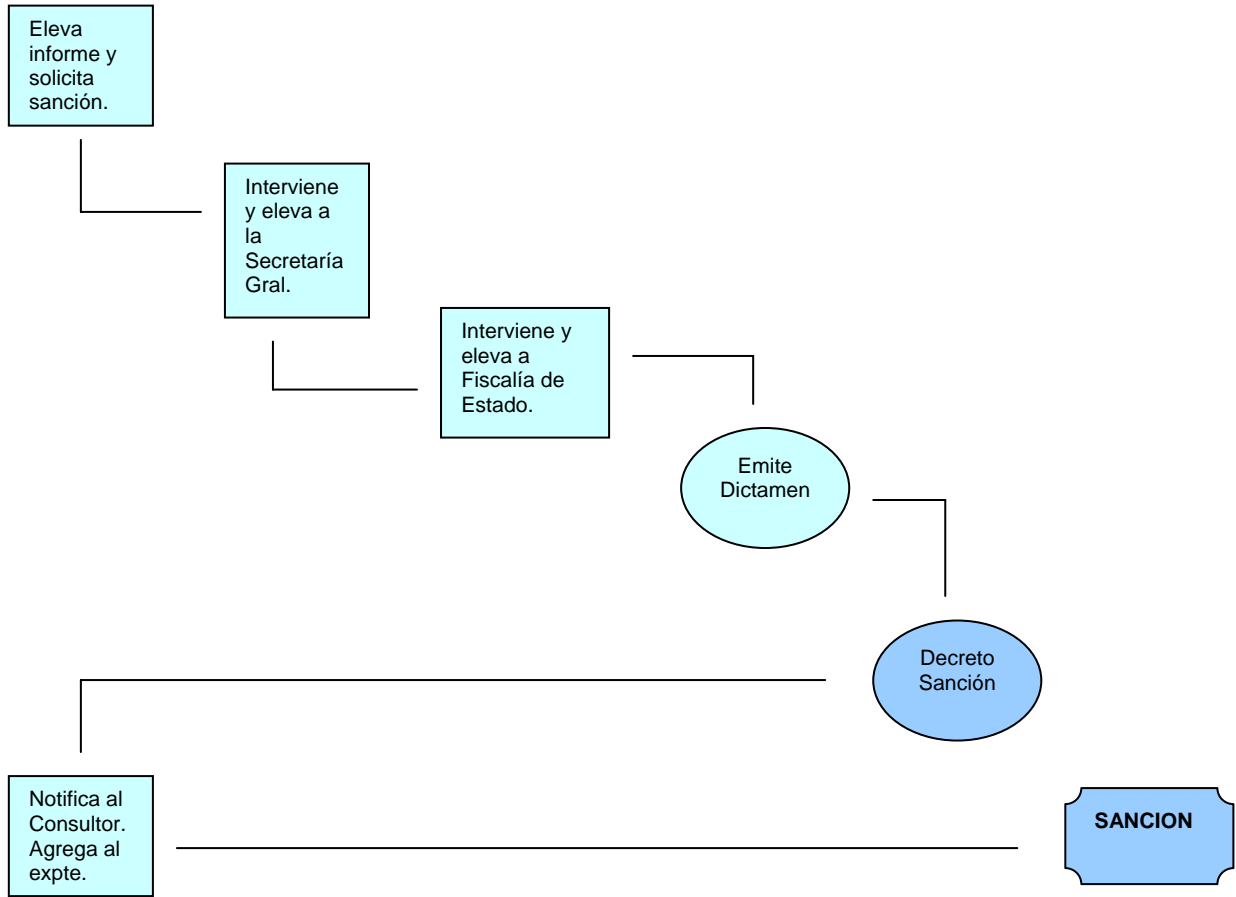 Eleva
informe y
solicita
sanción.
Interviene
y eleva a
la
Secretaría
Gral.
Interviene y
eleva a
Fiscalía de
Estado.
Emite
Dictamen
Decreto
Sanción
Notifica al
Consultor.
Agrega al
expte.
SANCION